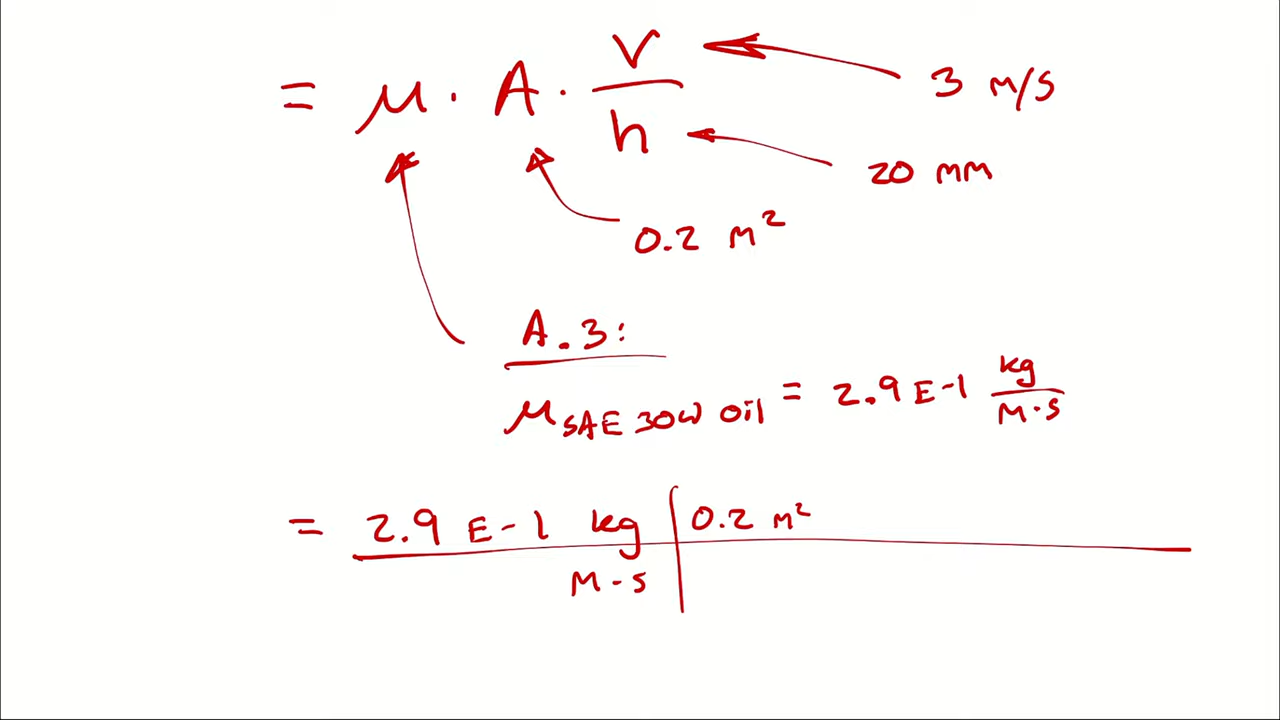 = μ · A · V/h
3 m/s
20 mm
0.2 m²
A.3:
μ SAE 30W Oil = 2.9 E-1 kg/m·s
= 2.9 E-1 kg | 0.2 m²
m·s